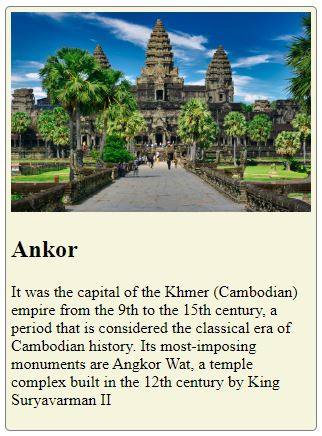 Ankor
It was the capital of the Khmer (Cambodian)
empire from the 9th to the 15th century, a
period that is considered the classical era of
Cambodian history. Its most-imposing
monuments are Angkor Wat, a temple
complex built in the 12th century by King
Suryavarman II